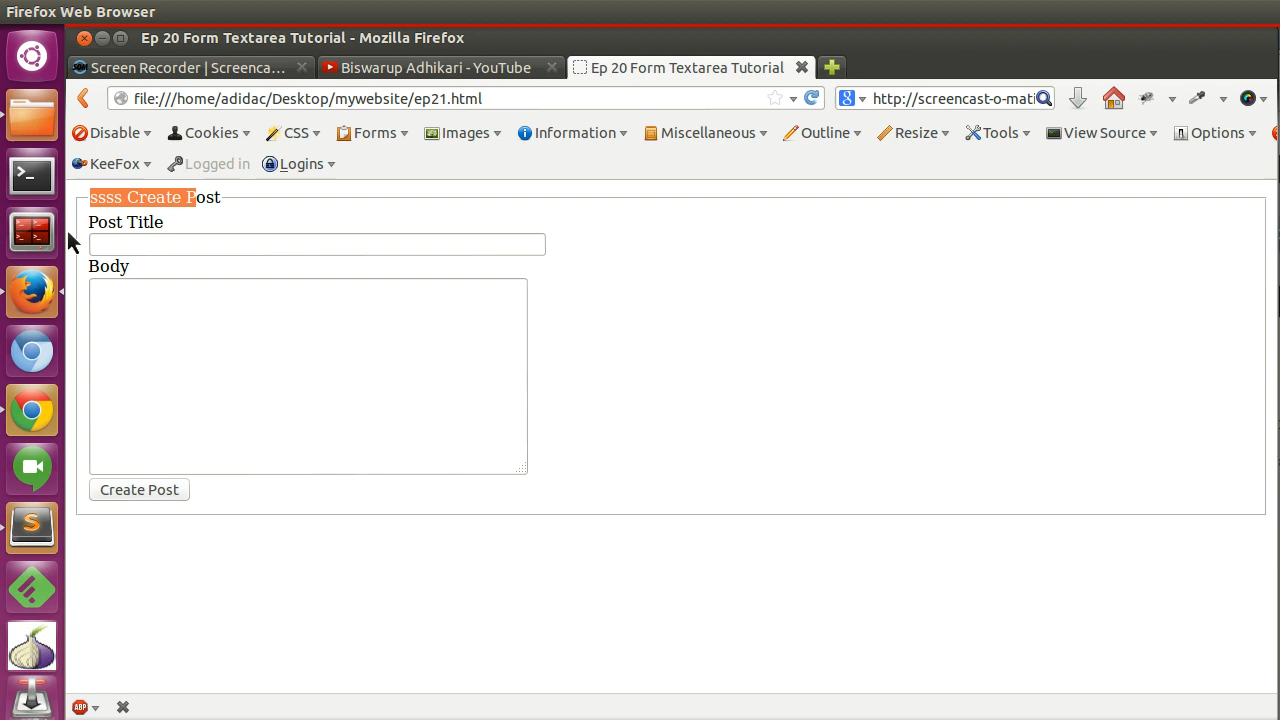 Firefox Web Browser
Ep 20 Form Textarea Tutorial - Mozilla Firefox
Screen Recorder | Screenca... Biswarup Adhikari - YouTube Ep 20 Form Textarea Tutorial
file:///home/adidac/Desktop/mywebsite/ep21.html http://screencast-o-mati
Disable Cookies CSS Forms Images Information Miscellaneous Outline Resize Tools View Source Options
KeeFox Logged in Logins
ssss Create Post
Post Title
Body
Create Post
ABP